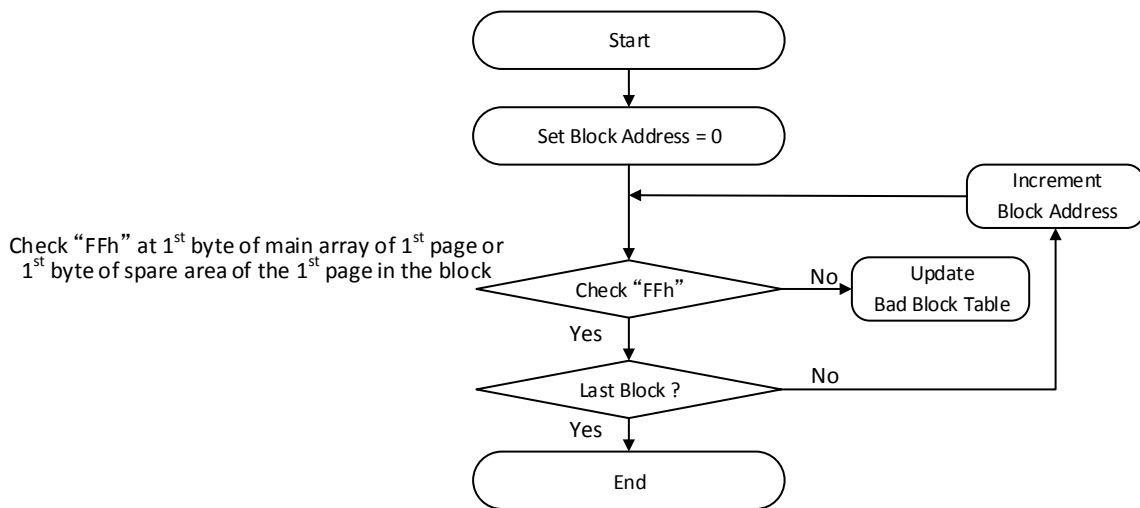 Start
Set Block Address = 0
Increment
Block Address
Check “FFh” at 1st byte of main array of 1st page or
1st byte of spare area of the 1st page in the block
Check “FFh”
No
Update
Bad Block Table
Yes
Last Block ?
No
Yes
End